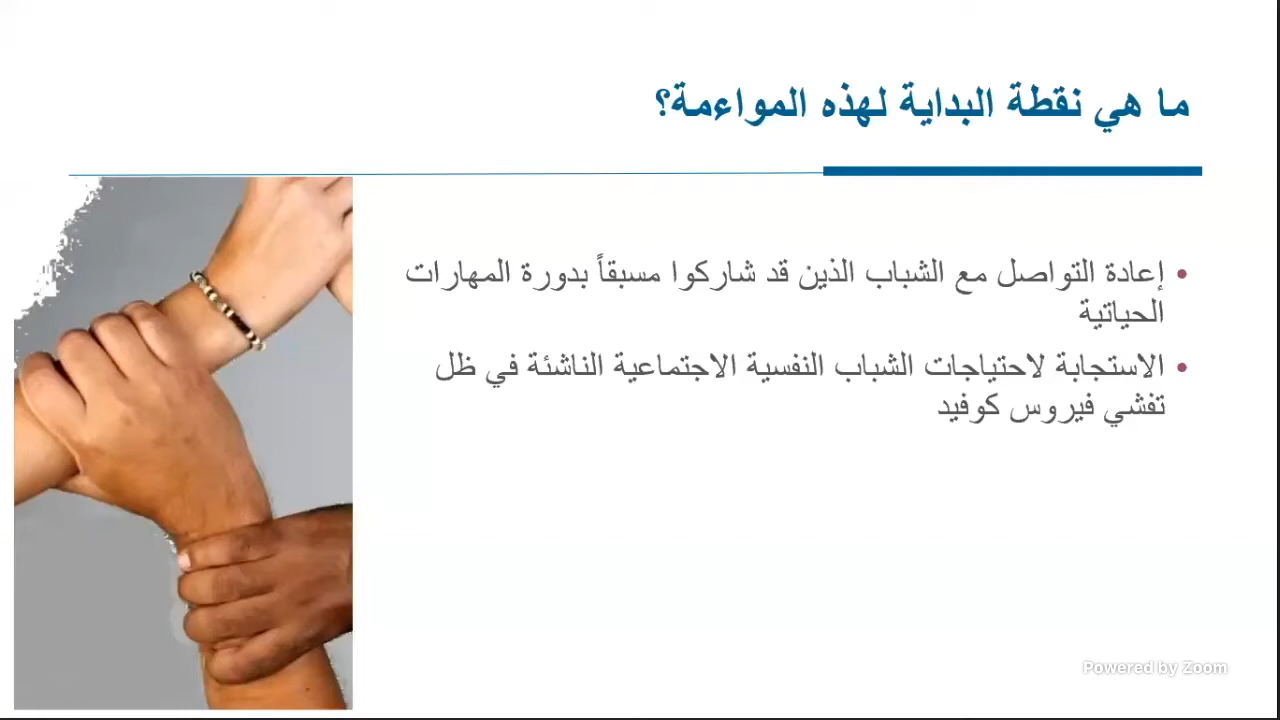 ما هي نقطة البداية لهذه المواءمة؟
• إعادة التواصل مع الشباب الذين قد شاركوا مسبقاً بدورة المهارات
الحياتية
• الاستجابة لاحتياجات الشباب النفسية الاجتماعية الناشئة في ظل
تفشي فيروس كوفيد
Powered by Zoom